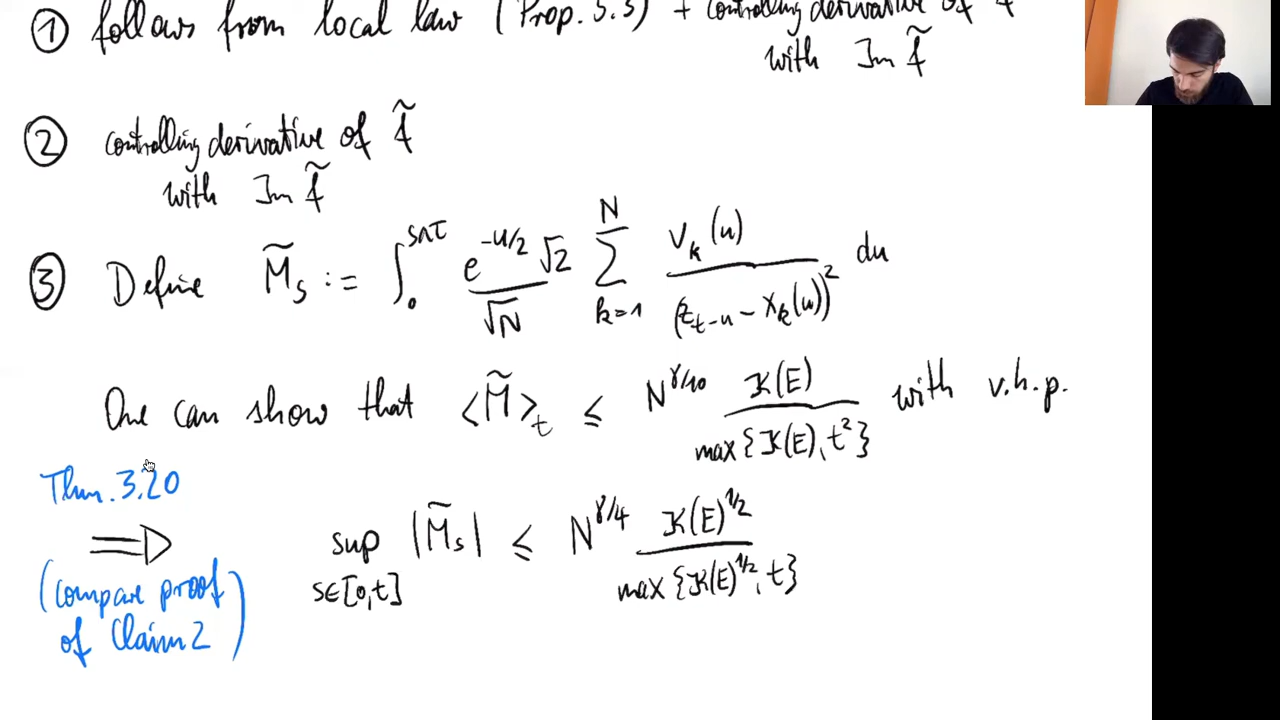 ① follows from local law (Prop. 3.3) + controlling derivative of f̃
with Im f̃
② controlling derivative of f̃
with Im f̃
③ Define M̃_s := ∫_0^{s∧τ} (e^{-u/2} √2)/√N ∑_{k=1}^N v_k(u)/(z_{t-u} - x_k(u))^2 du
One can show that <M̃>_t ≤ N^{γ/10} K(E)/max{K(E), t^2} with v.h.p.
Thm. 3.20
⟹ sup_{s∈[0,t]} |M̃_s| ≤ N^{γ/4} K(E)^{1/2}/max{K(E)^{1/2}, t}
(compare proof
of Claim 2)